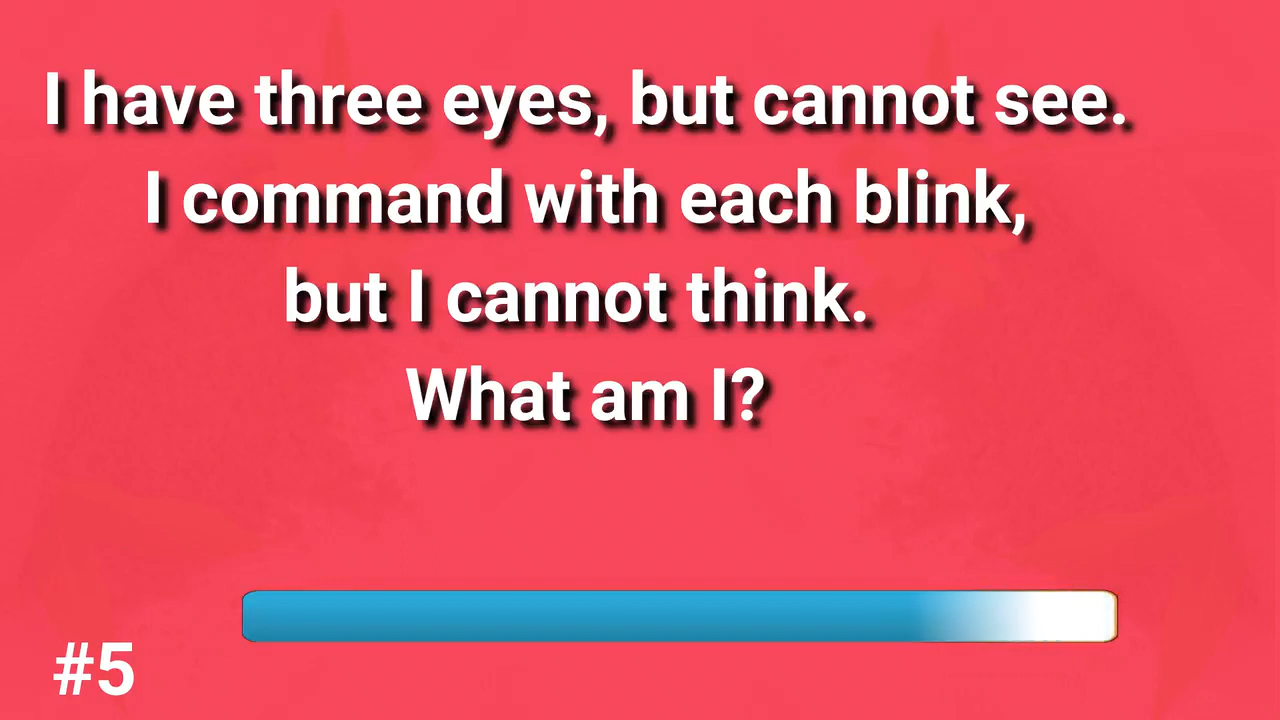 I have three eyes, but cannot see.
I command with each blink,
but I cannot think.
What am I?
#5